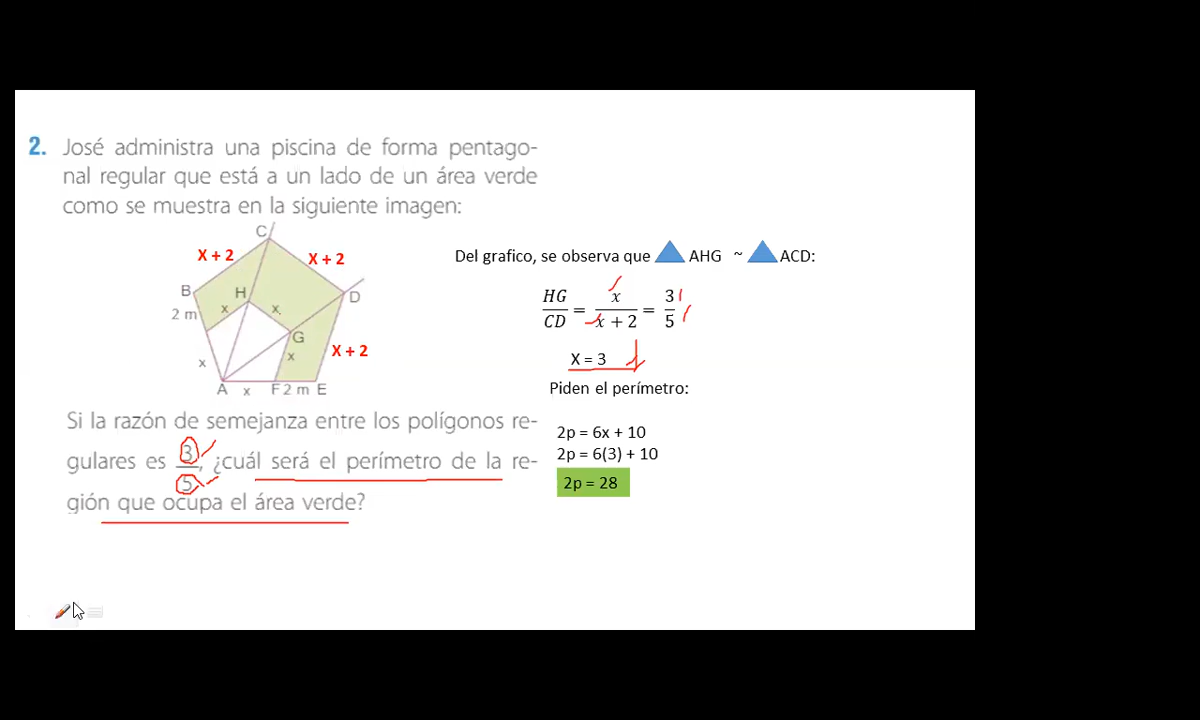 2. José administra una piscina de forma pentago-
nal regular que está a un lado de un área verde
como se muestra en la siguiente imagen:
C
X + 2
X + 2
B
H
D
2 m
x
x
G
x
x
X + 2
A
x
F
2 m
E
Si la razón de semejanza entre los polígonos re-
gulares es 3/5, ¿cuál será el perímetro de la re-
gión que ocupa el área verde?
Del grafico, se observa que AHG ~ ACD:
HG/CD = x/x + 2 = 3/5
X = 3
Piden el perímetro:
2p = 6x + 10
2p = 6(3) + 10
2p = 28